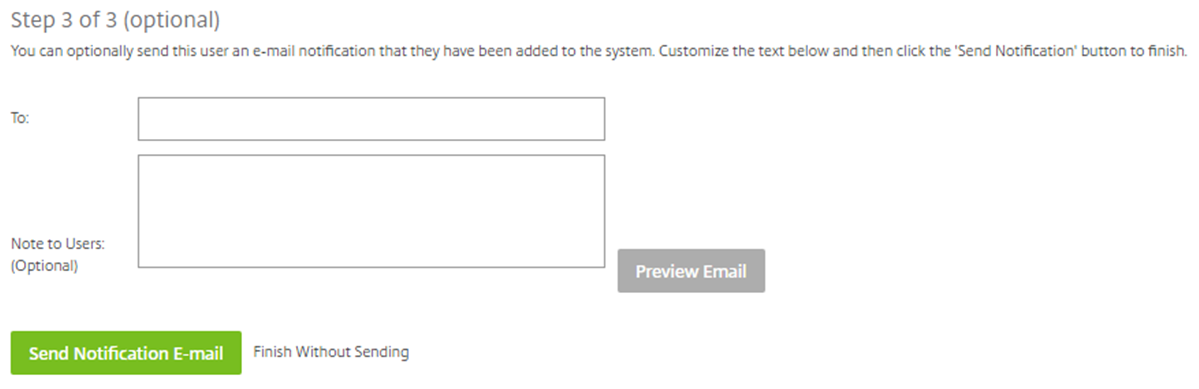 Step 3 of 3 (optional)
You can optionally send this user an e-mail notification that they have been added to the system. Customize the text below and then click the 'Send Notification' button to finish.
To:
Note to Users:
(Optional)
Preview Email
Send Notification E-mail
Finish Without Sending